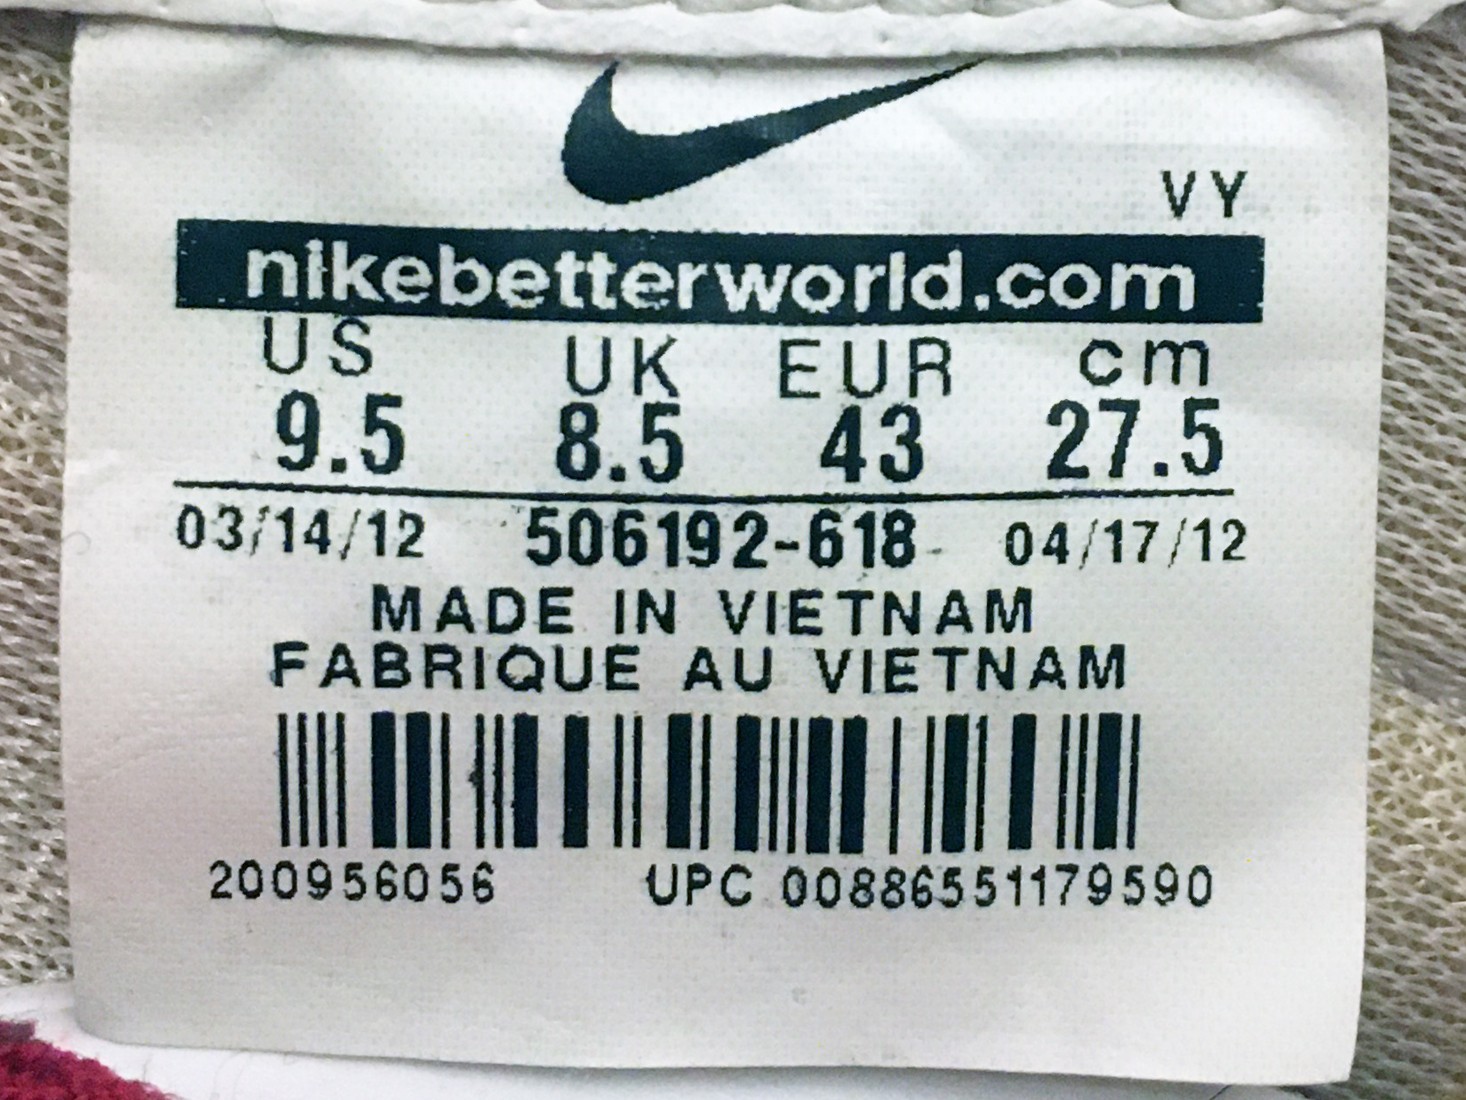 VY
nikebetterworld.com
US UK EUR cm
9.5 8.5 43 27.5
03/14/12 506192-618 04/17/12
MADE IN VIETNAM
FABRIQUE AU VIETNAM
200956056 UPC 00886551179590